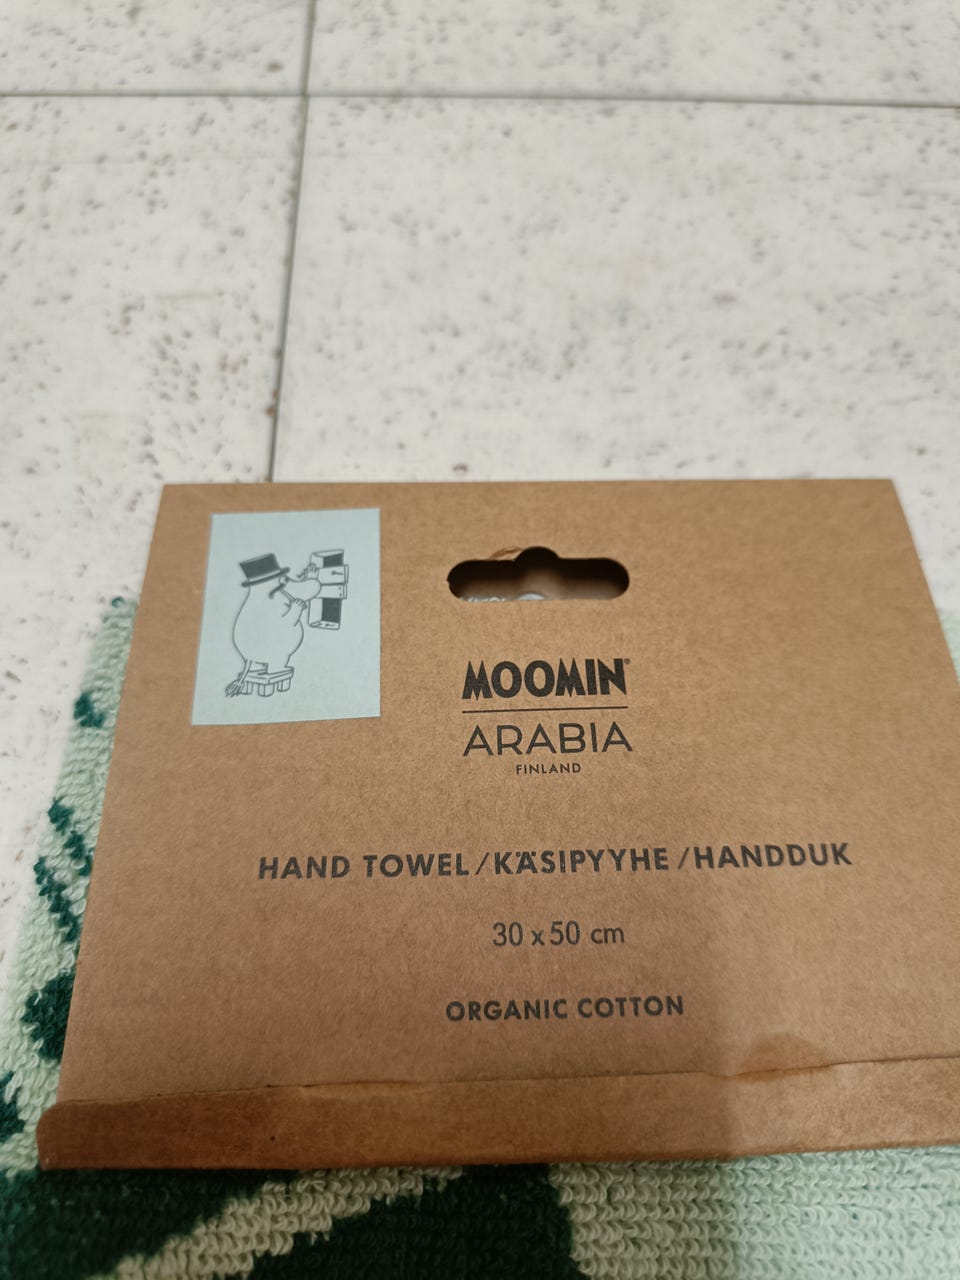 MOOMIN®
ARABIA
FINLAND
HAND TOWEL/KÄSIPYYHE/HANDDUK
30 x 50 cm
ORGANIC COTTON